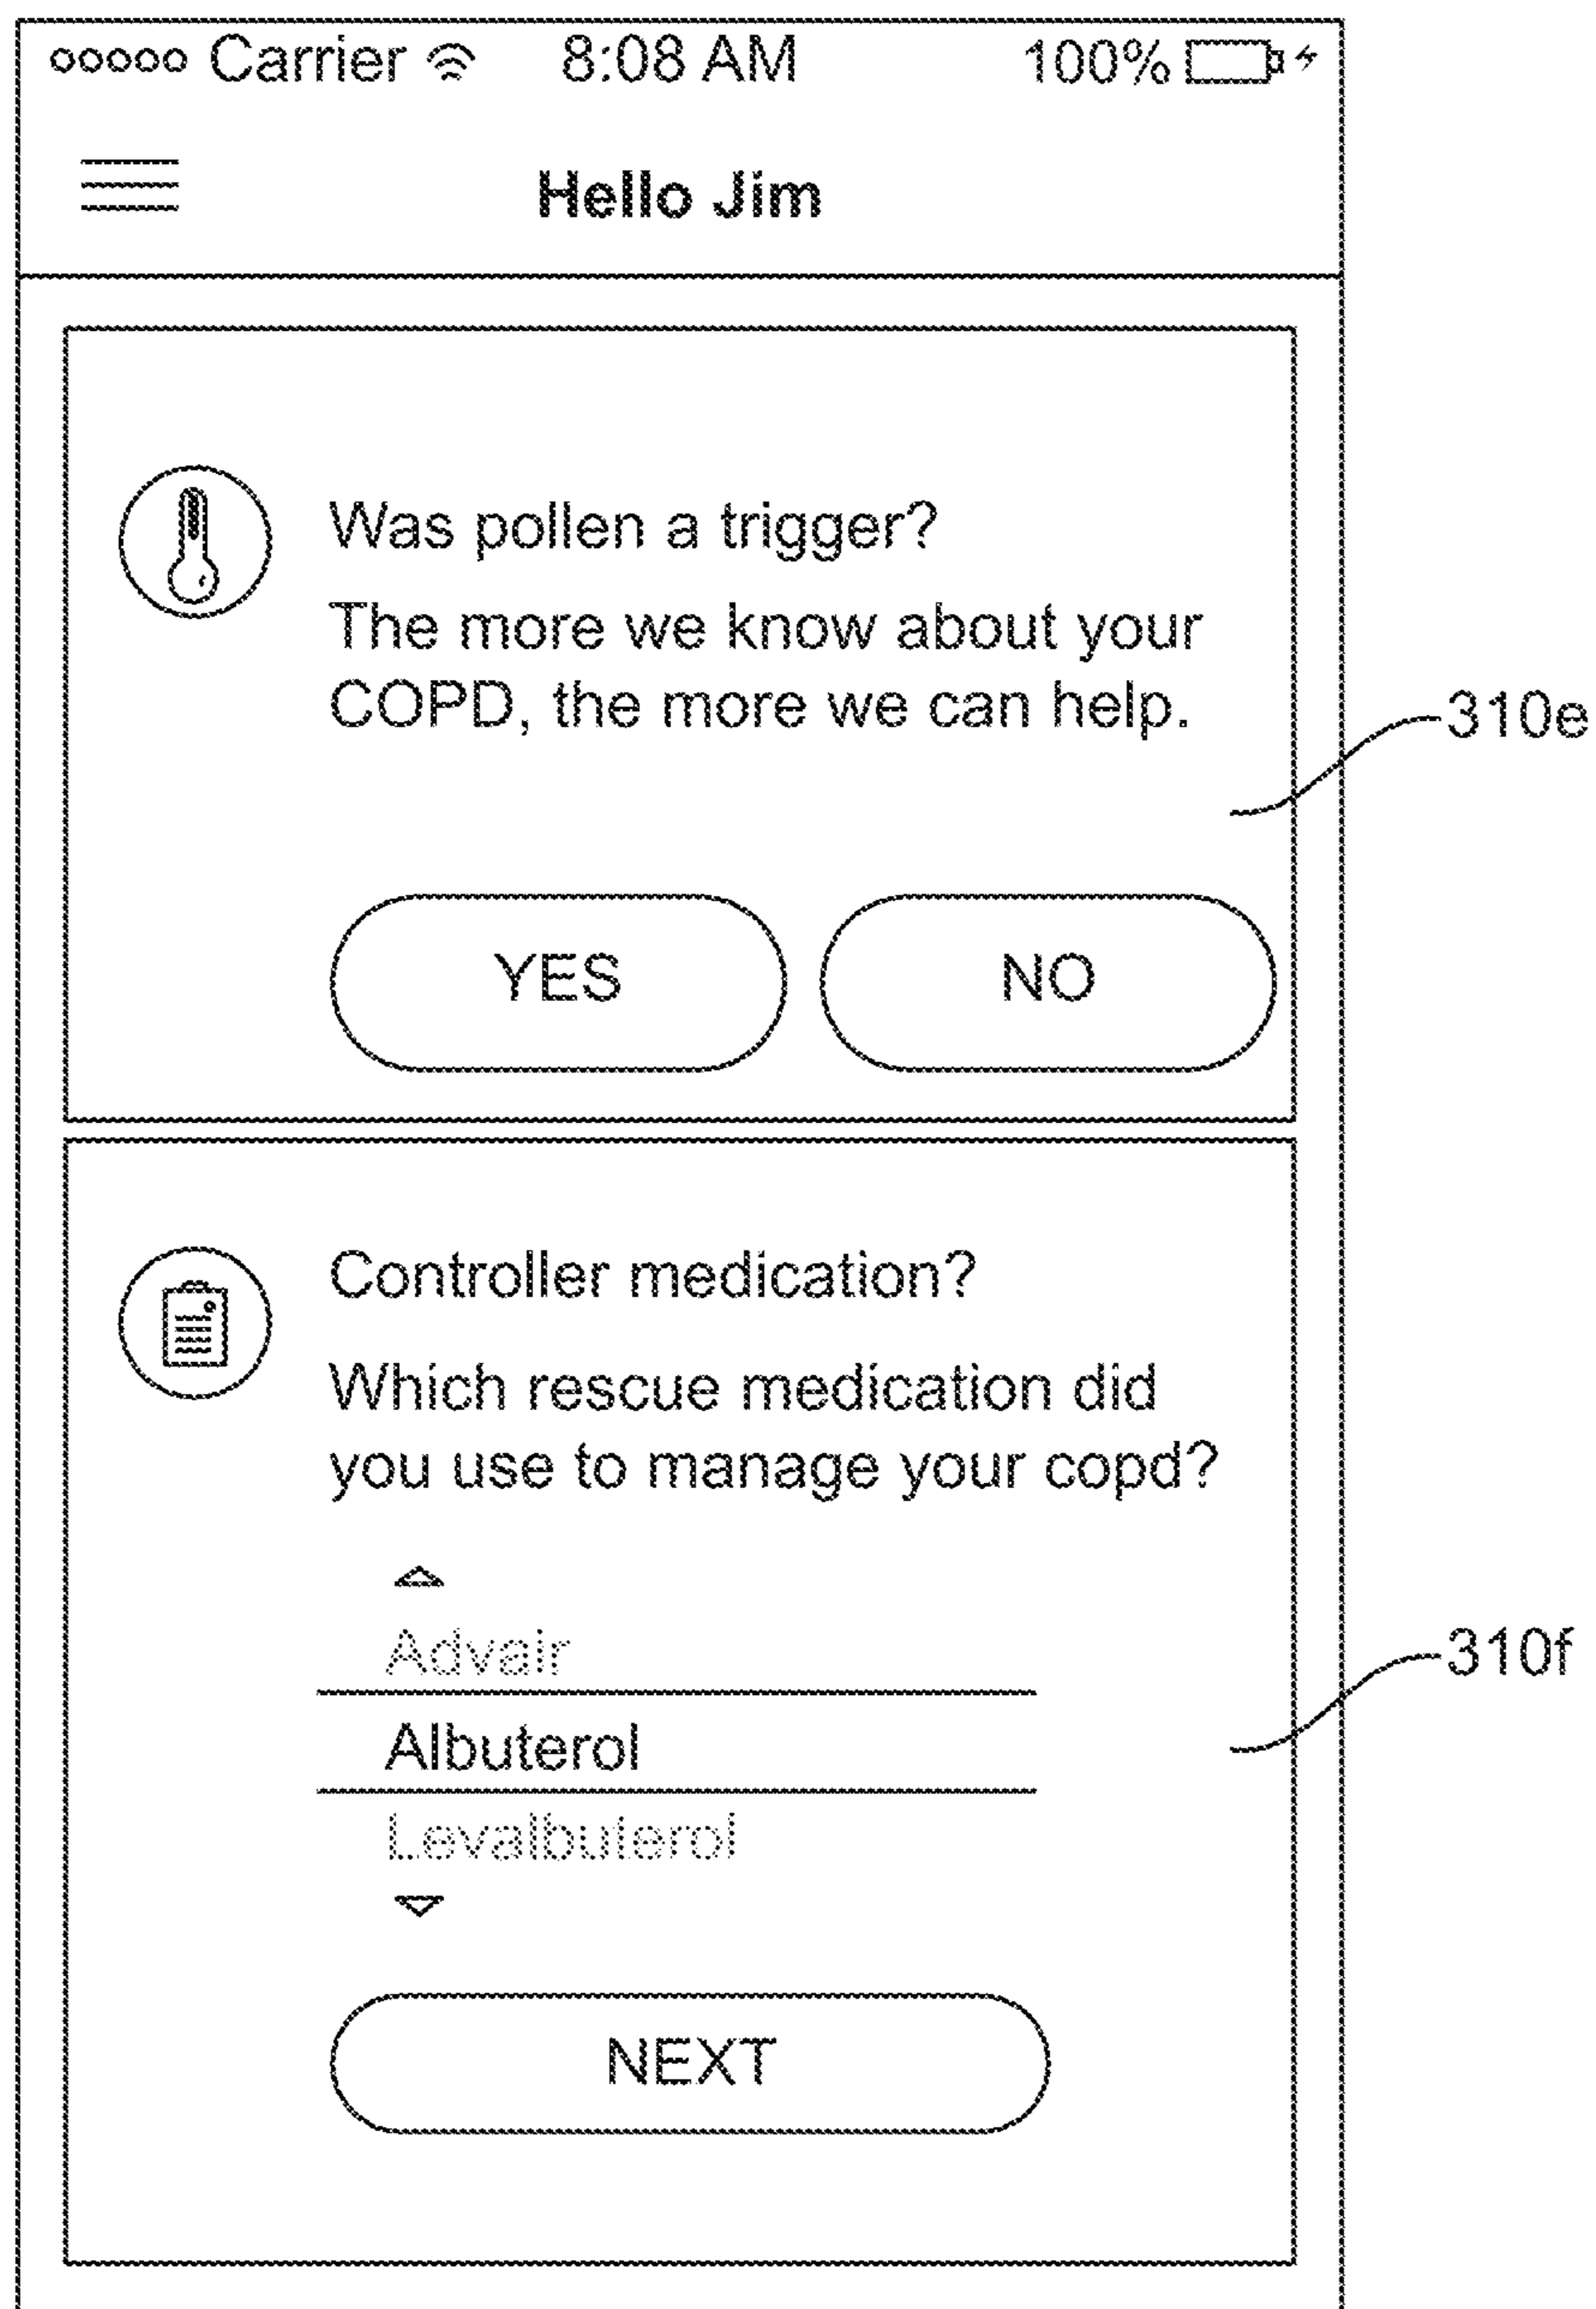 ooooo Carrier 8:08 AM 100%
Hello Jim
Was pollen a trigger?
The more we know about your
COPD, the more we can help.
310e
YES NO
Controller medication?
Which rescue medication did
you use to manage your copd?
Advair
310f
Albuterol
Levalbuterol
NEXT